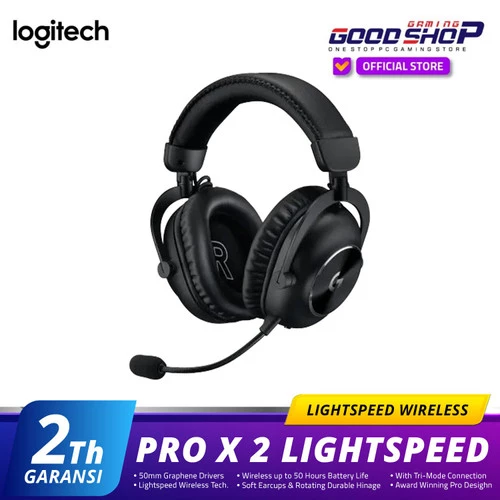 logitech
GAMING
GOODSHOP
ONE STOP PC GAMING STORE
OFFICIAL STORE
R
LIGHTSPEED WIRELESS
2Th
GARANSI
PRO X 2 LIGHTSPEED
• 50mm Graphene Drivers • Wireless up to 50 Hours Battery Life • With Tri-Mode Connection
• Lightspeed Wireless Tech. • Soft Earcups & Rotating Durable Hinage • Award Winning Pro Desighn